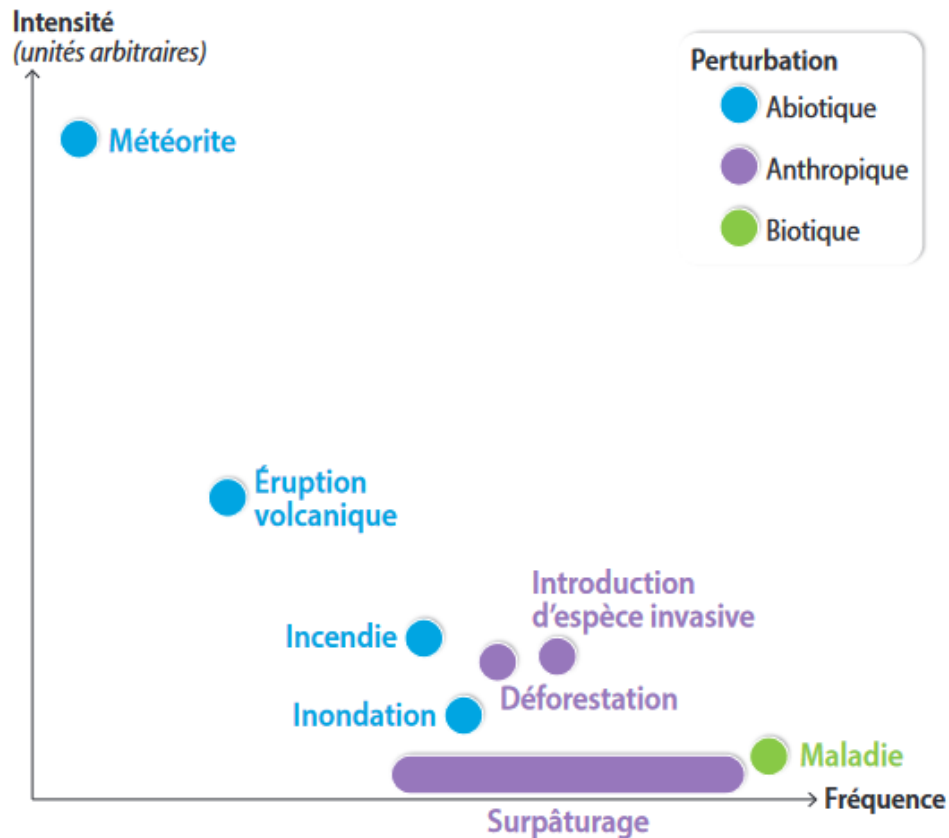 Intensité
(unités arbitraires)
Perturbation
Abiotique
Anthropique
Biotique
Météorite
Éruption
volcanique
Introduction
d'espèce invasive
Incendie
Déforestation
Inondation
Maladie
Fréquence
Surpâturage